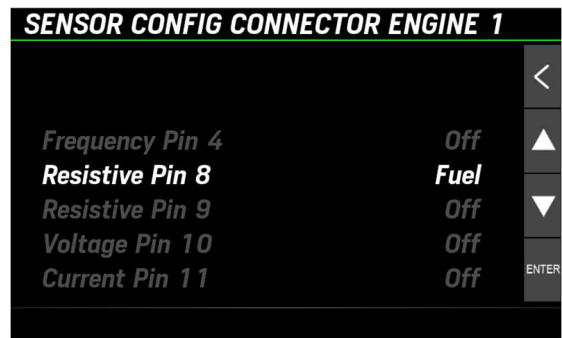 SENSOR CONFIG CONNECTOR ENGINE 1
Frequency Pin 4 Off
Resistive Pin 8 Fuel
Resistive Pin 9 Off
Voltage Pin 10 Off
Current Pin 11 Off
ENTER